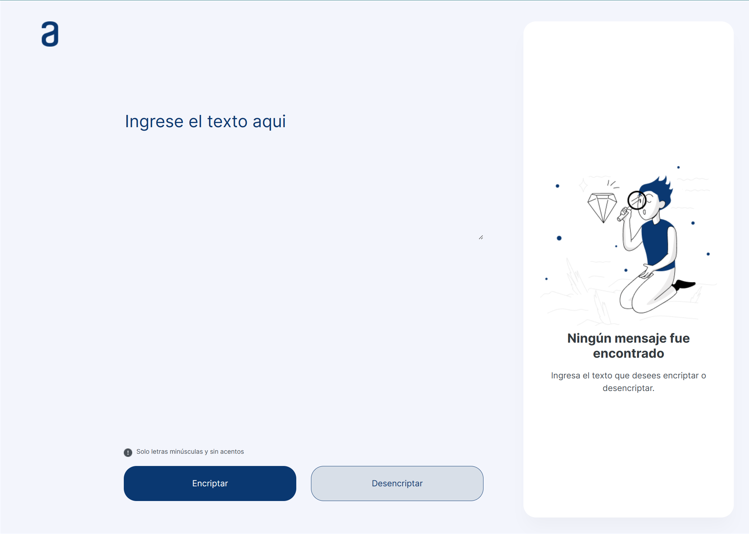 a
Ingrese el texto aqui
Solo letras minúsculas y sin acentos
Encriptar
Desencriptar
Ningún mensaje fue
encontrado
Ingresa el texto que desees encriptar o
desencriptar.